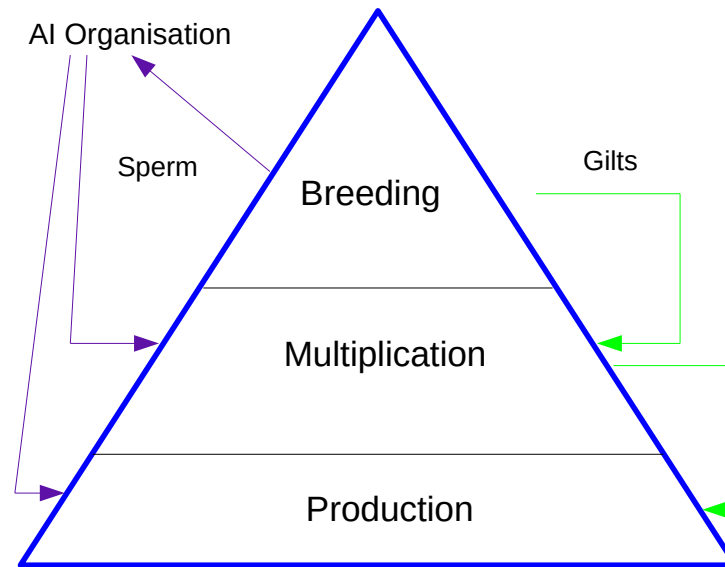 AI Organisation
Sperm
Gilts
Breeding
Multiplication
Production